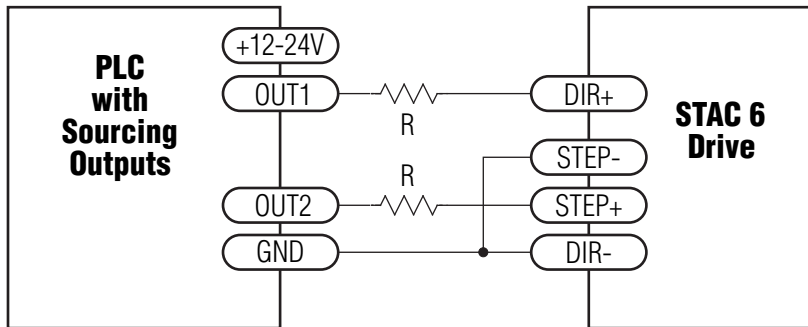 PLC
with
Sourcing
Outputs
+12-24V
OUT1
R
DIR+
STEP-
R
OUT2
STEP+
GND
DIR-
STAC 6
Drive